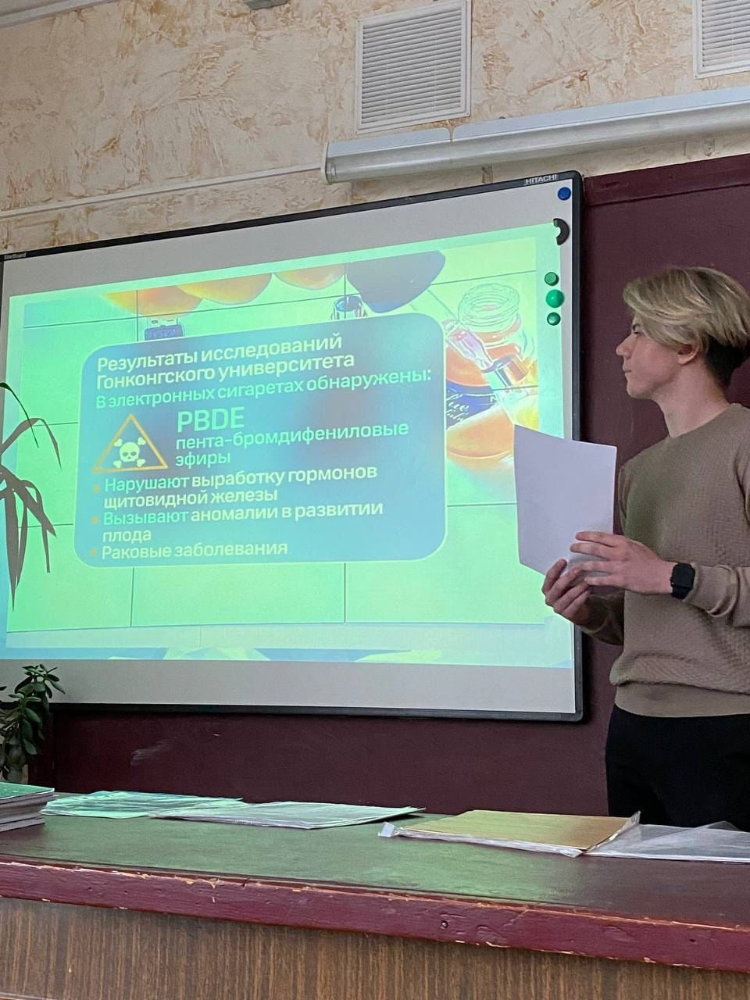 HITACHI
StarBoard
Результаты исследований
Гонконгского университета
В электронных сигаретах обнаружены:
PBDE
пента-бромдифениловые
эфиры
Нарушают выработку гормонов
щитовидной железы
Вызывают аномалии в развитии
плода
Раковые заболевания